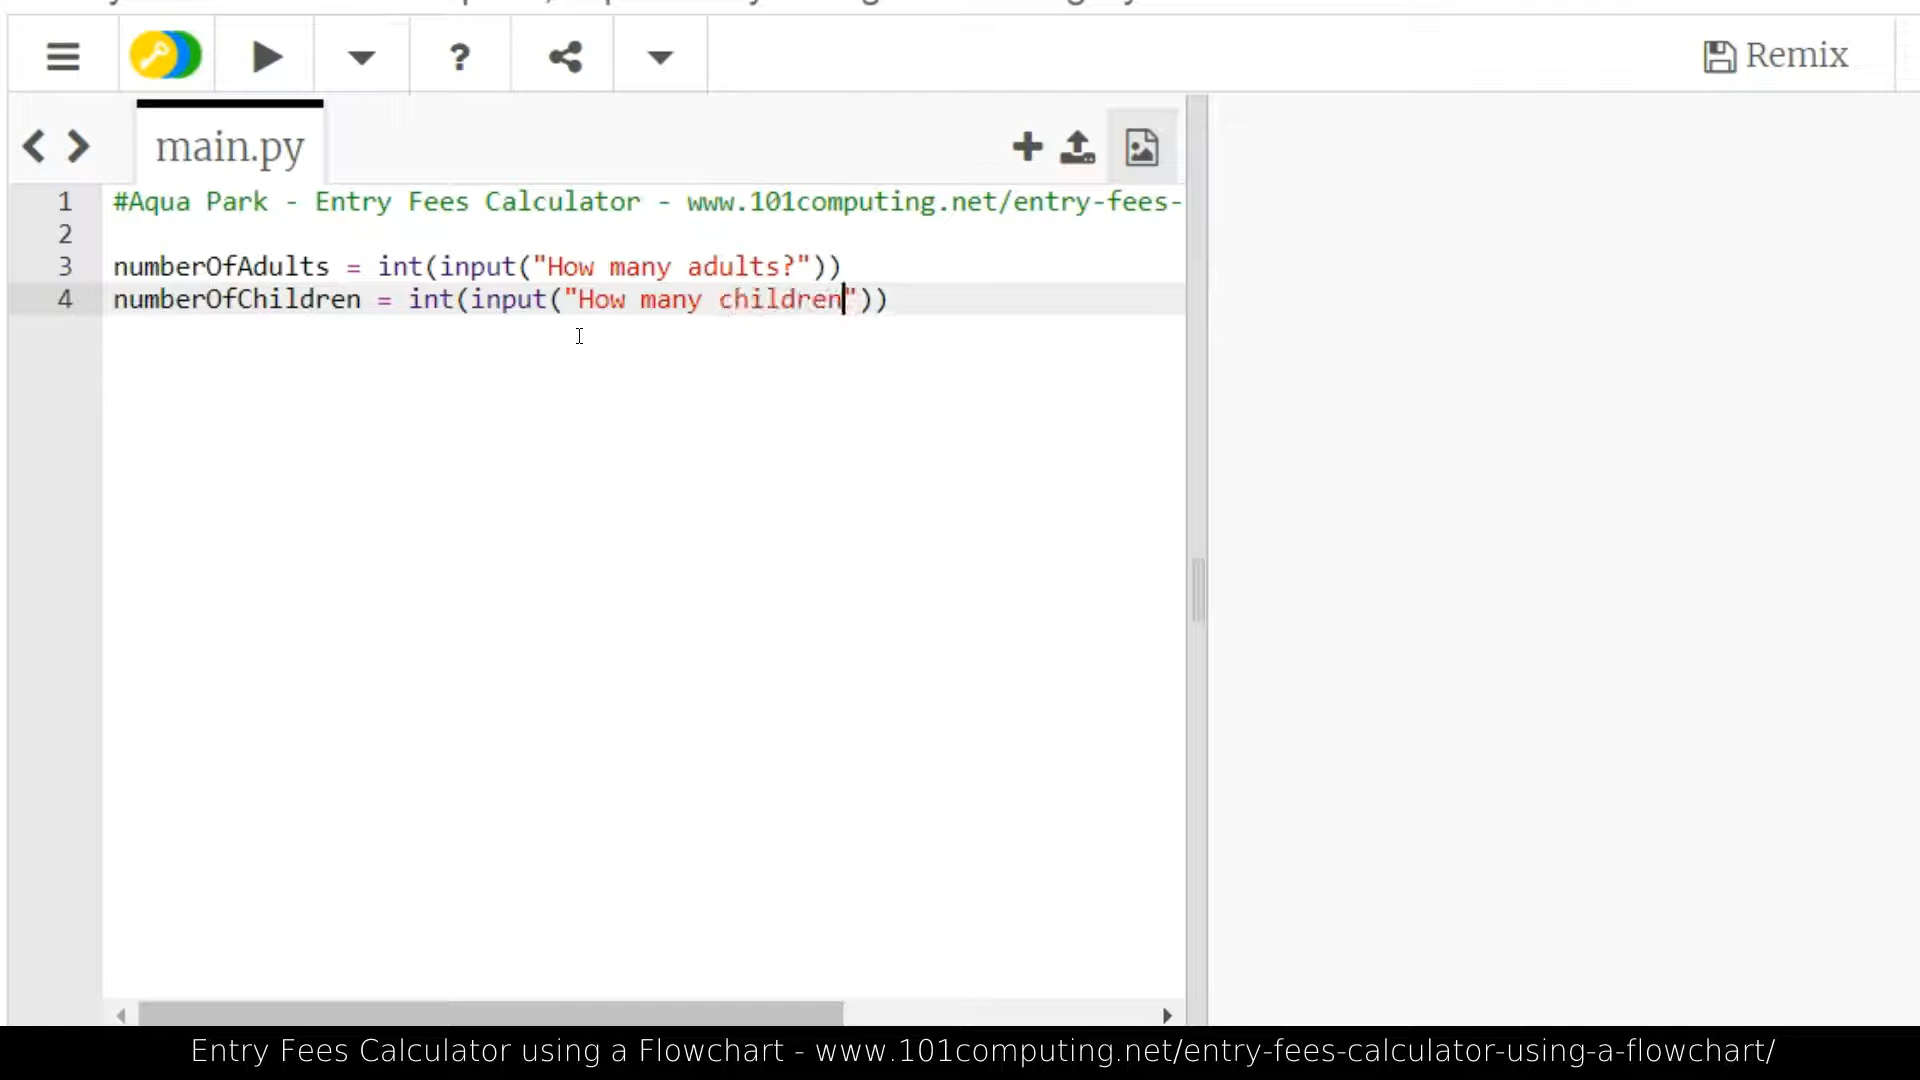 Remix
main.py
1 #Aqua Park - Entry Fees Calculator - www.101computing.net/entry-fees-
2
3 numberOfAdults = int(input("How many adults?"))
4 numberOfChildren = int(input("How many children"))
Entry Fees Calculator using a Flowchart - www.101computing.net/entry-fees-calculator-using-a-flowchart/